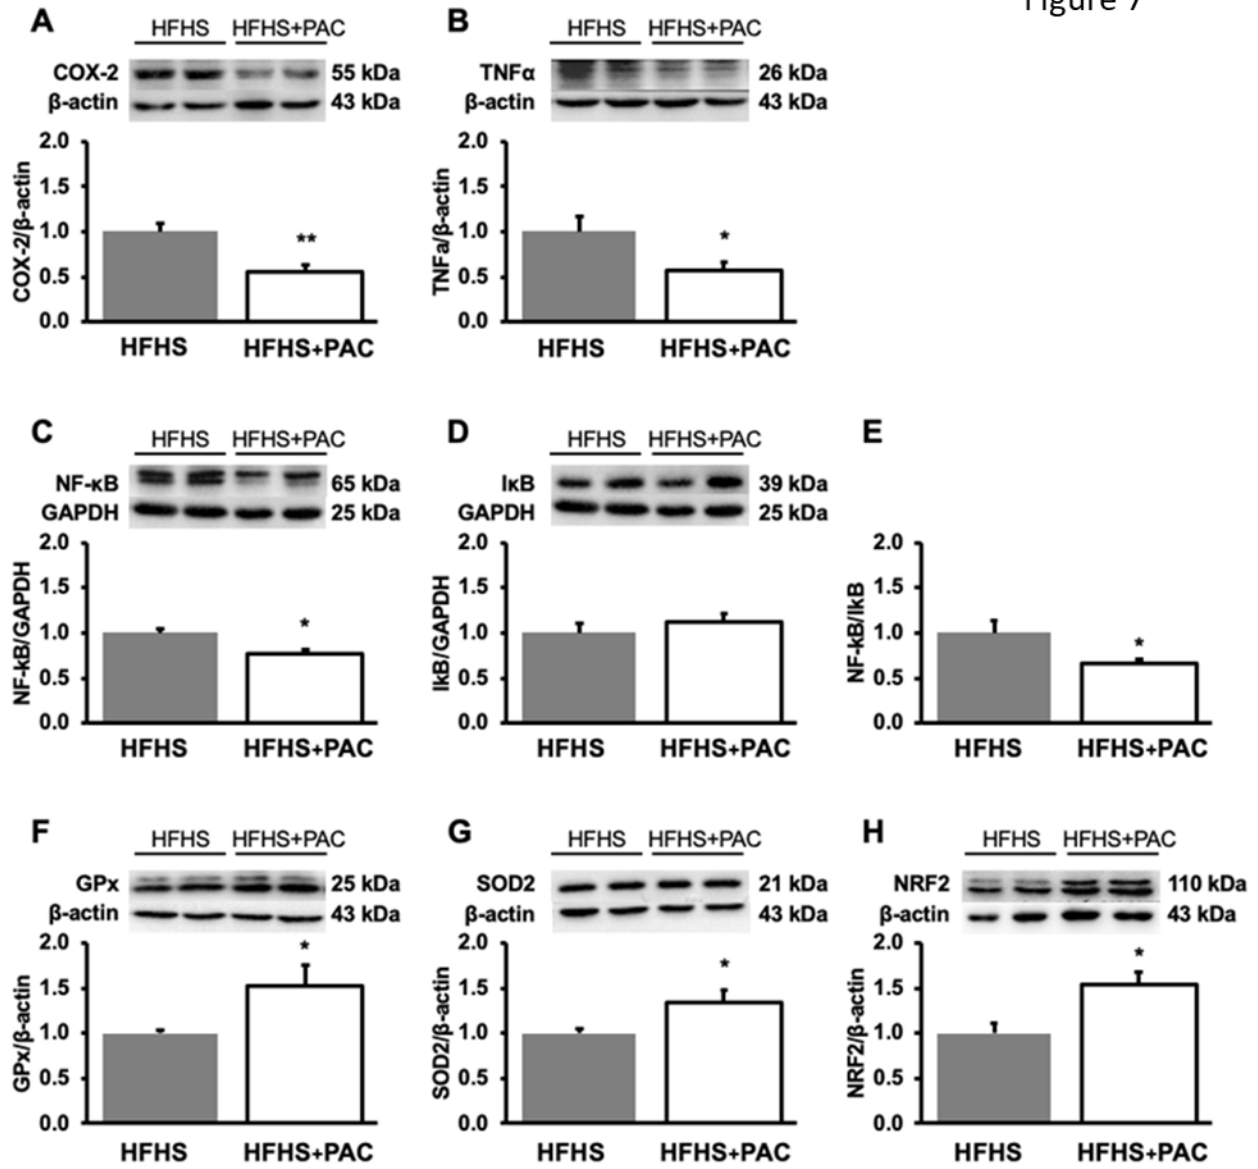 Figure 7
A
HFHS HFHS+PAC
COX-2 55 kDa
β-actin 43 kDa
COX-2/β-actin
2.0
1.5
1.0
0.5
0.0
**
HFHS HFHS+PAC
B
HFHS HFHS+PAC
TNFα 26 kDa
β-actin 43 kDa
TNFa/β-actin
2.0
1.5
1.0
0.5
0.0
*
HFHS HFHS+PAC
C
HFHS HFHS+PAC
NF-κB 65 kDa
GAPDH 25 kDa
NF-kB/GAPDH
2.0
1.5
1.0
0.5
0.0
*
HFHS HFHS+PAC
D
HFHS HFHS+PAC
IκB 39 kDa
GAPDH 25 kDa
IkB/GAPDH
2.0
1.5
1.0
0.5
0.0
HFHS HFHS+PAC
E
NF-kB/IkB
2.0
1.5
1.0
0.5
0.0
*
HFHS HFHS+PAC
F
HFHS HFHS+PAC
GPx 25 kDa
β-actin 43 kDa
GPx/β-actin
2.0
1.5
1.0
0.5
0.0
*
HFHS HFHS+PAC
G
HFHS HFHS+PAC
SOD2 21 kDa
β-actin 43 kDa
SOD2/β-actin
2.0
1.5
1.0
0.5
0.0
*
HFHS HFHS+PAC
H
HFHS HFHS+PAC
NRF2 110 kDa
β-actin 43 kDa
NRF2/β-actin
2.0
1.5
1.0
0.5
0.0
*
HFHS HFHS+PAC